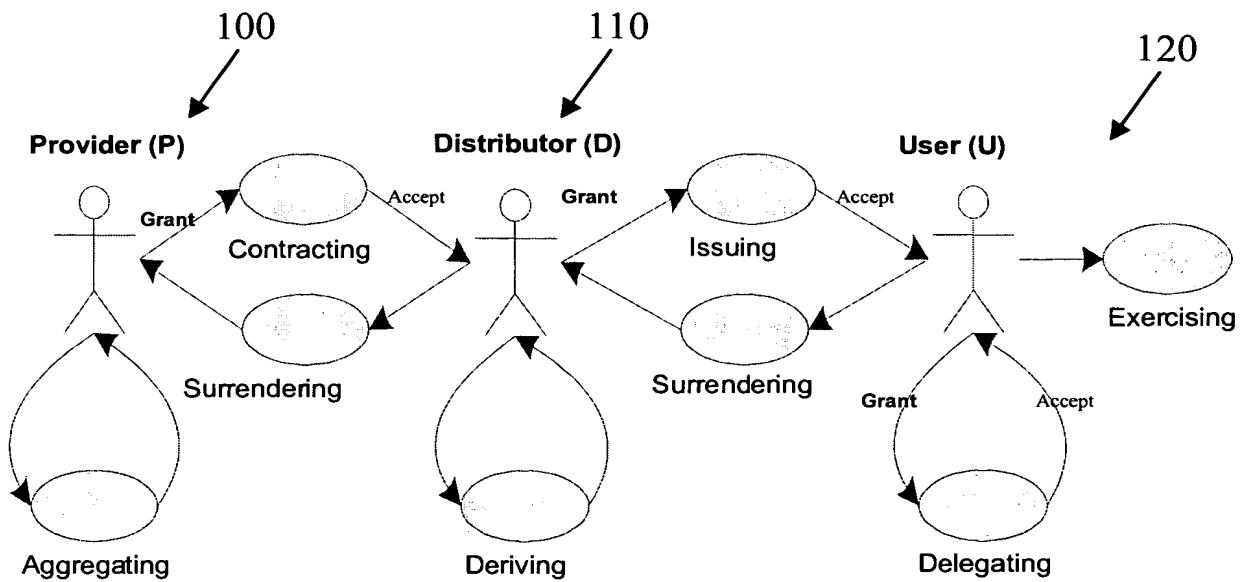 100
110
120
Provider (P)
Distributor (D)
User (U)
Grant
Accept
Grant
Accept
Contracting
Issuing
Exercising
Surrendering
Surrendering
Grant
Accept
Aggregating
Deriving
Delegating